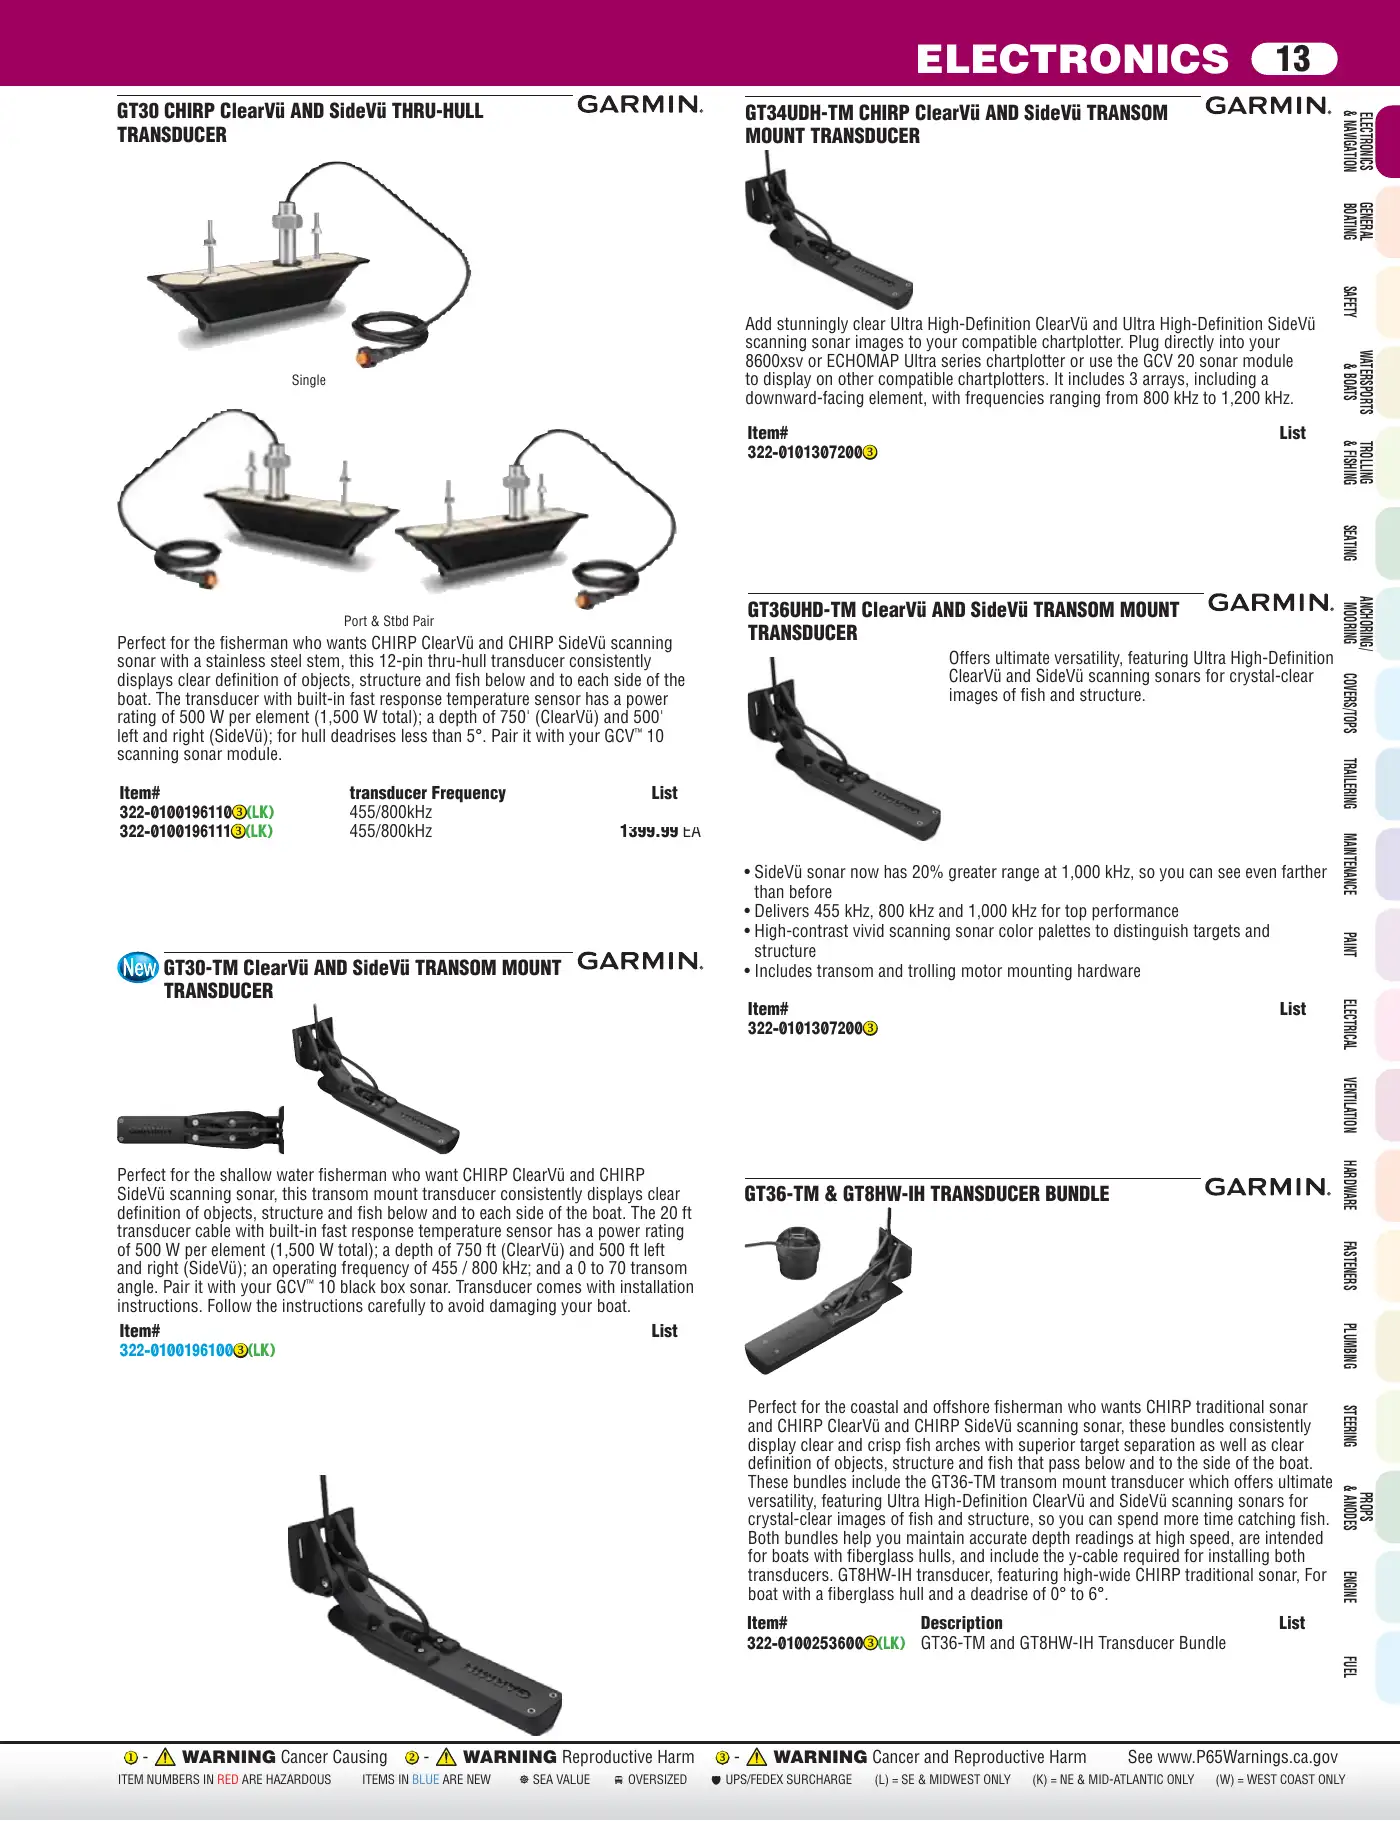 ELECTRONICS 13
GT30 CHIRP ClearVü AND SideVü THRU-HULL
TRANSDUCER
GARMIN®
Single
Port & Stbd Pair
Perfect for the fisherman who wants CHIRP ClearVü and CHIRP SideVü scanning
sonar with a stainless steel stem, this 12-pin thru-hull transducer consistently
displays clear definition of objects, structure and fish below and to each side of the
boat. The transducer with built-in fast response temperature sensor has a power
rating of 500 W per element (1,500 W total); a depth of 750' (ClearVü) and 500'
left and right (SideVü); for hull deadrises less than 5°. Pair it with your GCV™ 10
scanning sonar module.
Item# transducer Frequency List
322-0100196110③(LK) 455/800kHz
322-0100196111③(LK) 455/800kHz 1399.99 EA
New GT30-TM ClearVü AND SideVü TRANSOM MOUNT
TRANSDUCER
GARMIN®
Perfect for the shallow water fisherman who want CHIRP ClearVü and CHIRP
SideVü scanning sonar, this transom mount transducer consistently displays clear
definition of objects, structure and fish below and to each side of the boat. The 20 ft
transducer cable with built-in fast response temperature sensor has a power rating
of 500 W per element (1,500 W total); a depth of 750 ft (ClearVü) and 500 ft left
and right (SideVü); an operating frequency of 455 / 800 kHz; and a 0 to 70 transom
angle. Pair it with your GCV™ 10 black box sonar. Transducer comes with installation
instructions. Follow the instructions carefully to avoid damaging your boat.
Item# List
322-0100196100③(LK)
GARMIN
GT34UDH-TM CHIRP ClearVü AND SideVü TRANSOM
MOUNT TRANSDUCER
GARMIN®
Add stunningly clear Ultra High-Definition ClearVü and Ultra High-Definition SideVü
scanning sonar images to your compatible chartplotter. Plug directly into your
8600xsv or ECHOMAP Ultra series chartplotter or use the GCV 20 sonar module
to display on other compatible chartplotters. It includes 3 arrays, including a
downward-facing element, with frequencies ranging from 800 kHz to 1,200 kHz.
Item# List
322-0101307200③
GT36UHD-TM ClearVü AND SideVü TRANSOM MOUNT
TRANSDUCER
GARMIN®
Offers ultimate versatility, featuring Ultra High-Definition
ClearVü and SideVü scanning sonars for crystal-clear
images of fish and structure.
• SideVü sonar now has 20% greater range at 1,000 kHz, so you can see even farther
than before
• Delivers 455 kHz, 800 kHz and 1,000 kHz for top performance
• High-contrast vivid scanning sonar color palettes to distinguish targets and
structure
• Includes transom and trolling motor mounting hardware
Item# List
322-0101307200③
GT36-TM & GT8HW-IH TRANSDUCER BUNDLE
GARMIN®
Perfect for the coastal and offshore fisherman who wants CHIRP traditional sonar
and CHIRP ClearVü and CHIRP SideVü scanning sonar, these bundles consistently
display clear and crisp fish arches with superior target separation as well as clear
definition of objects, structure and fish that pass below and to the side of the boat.
These bundles include the GT36-TM transom mount transducer which offers ultimate
versatility, featuring Ultra High-Definition ClearVü and SideVü scanning sonars for
crystal-clear images of fish and structure, so you can spend more time catching fish.
Both bundles help you maintain accurate depth readings at high speed, are intended
for boats with fiberglass hulls, and include the y-cable required for installing both
transducers. GT8HW-IH transducer, featuring high-wide CHIRP traditional sonar, For
boat with a fiberglass hull and a deadrise of 0° to 6°.
Item# Description List
322-0100253600③(LK) GT36-TM and GT8HW-IH Transducer Bundle
ELECTRONICS
& NAVIGATION
GENERAL
BOATING
SAFETY
WATERSPORTS
& BOATS
TROLLING
& FISHING
SEATING
ANCHORING/
MOORING
COVERS/TOPS
TRAILERING
MAINTENANCE
PAINT
ELECTRICAL
VENTILATION
HARDWARE
FASTENERS
PLUMBING
STEERING
PROPS
& ANODES
ENGINE
FUEL
① - ⚠ WARNING Cancer Causing ② - ⚠ WARNING Reproductive Harm ③ - ⚠ WARNING Cancer and Reproductive Harm See www.P65Warnings.ca.gov
ITEM NUMBERS IN RED ARE HAZARDOUS ITEMS IN BLUE ARE NEW SEA VALUE OVERSIZED UPS/FEDEX SURCHARGE (L) = SE & MIDWEST ONLY (K) = NE & MID-ATLANTIC ONLY (W) = WEST COAST ONLY